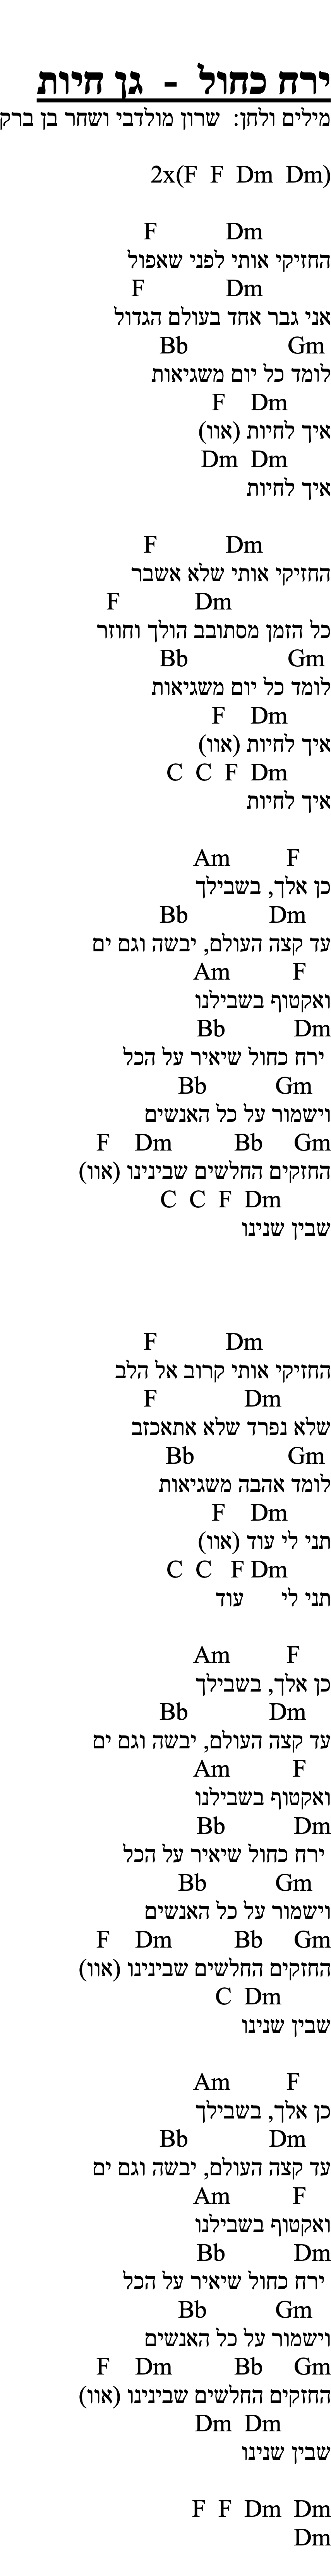 ירח כחול - גן חיות
מילים ולחן: שרון מולדבי ושחר בן ברק
2x(F F Dm Dm)
F Dm
החזיקי אותי לפני שאפול
F Dm
אני גבר אחד בעולם הגדול
Bb Gm
לומד כל יום משגיאות
F Dm
איך לחיות (אוו)
Dm Dm
איך לחיות
F Dm
החזיקי אותי שלא אשבר
F Dm
כל הזמן מסתובב הולך וחוזר
Bb Gm
לומד כל יום משגיאות
F Dm
איך לחיות (אוו)
C C F Dm
איך לחיות
Am F
כן אלך, בשבילך
Bb Dm
עד קצה העולם, יבשה וגם ים
Am F
ואקטוף בשבילנו
Bb Dm
ירח כחול שיאיר על הכל
Bb Gm
וישמור על כל האנשים
F Dm Bb Gm
החזקים החלשים שבינינו (אוו)
C C F Dm
שבין שנינו
F Dm
החזיקי אותי קרוב אל הלב
F Dm
שלא נפרד שלא אתאכזב
Bb Gm
לומד אהבה משגיאות
F Dm
תני לי עוד (אוו)
C C F Dm
תני לי עוד
Am F
כן אלך, בשבילך
Bb Dm
עד קצה העולם, יבשה וגם ים
Am F
ואקטוף בשבילנו
Bb Dm
ירח כחול שיאיר על הכל
Bb Gm
וישמור על כל האנשים
F Dm Bb Gm
החזקים החלשים שבינינו (אוו)
C Dm
שבין שנינו
Am F
כן אלך, בשבילך
Bb Dm
עד קצה העולם, יבשה וגם ים
Am F
ואקטוף בשבילנו
Bb Dm
ירח כחול שיאיר על הכל
Bb Gm
וישמור על כל האנשים
F Dm Bb Gm
החזקים החלשים שבינינו (אוו)
Dm Dm
שבין שנינו
F F Dm Dm
Dm